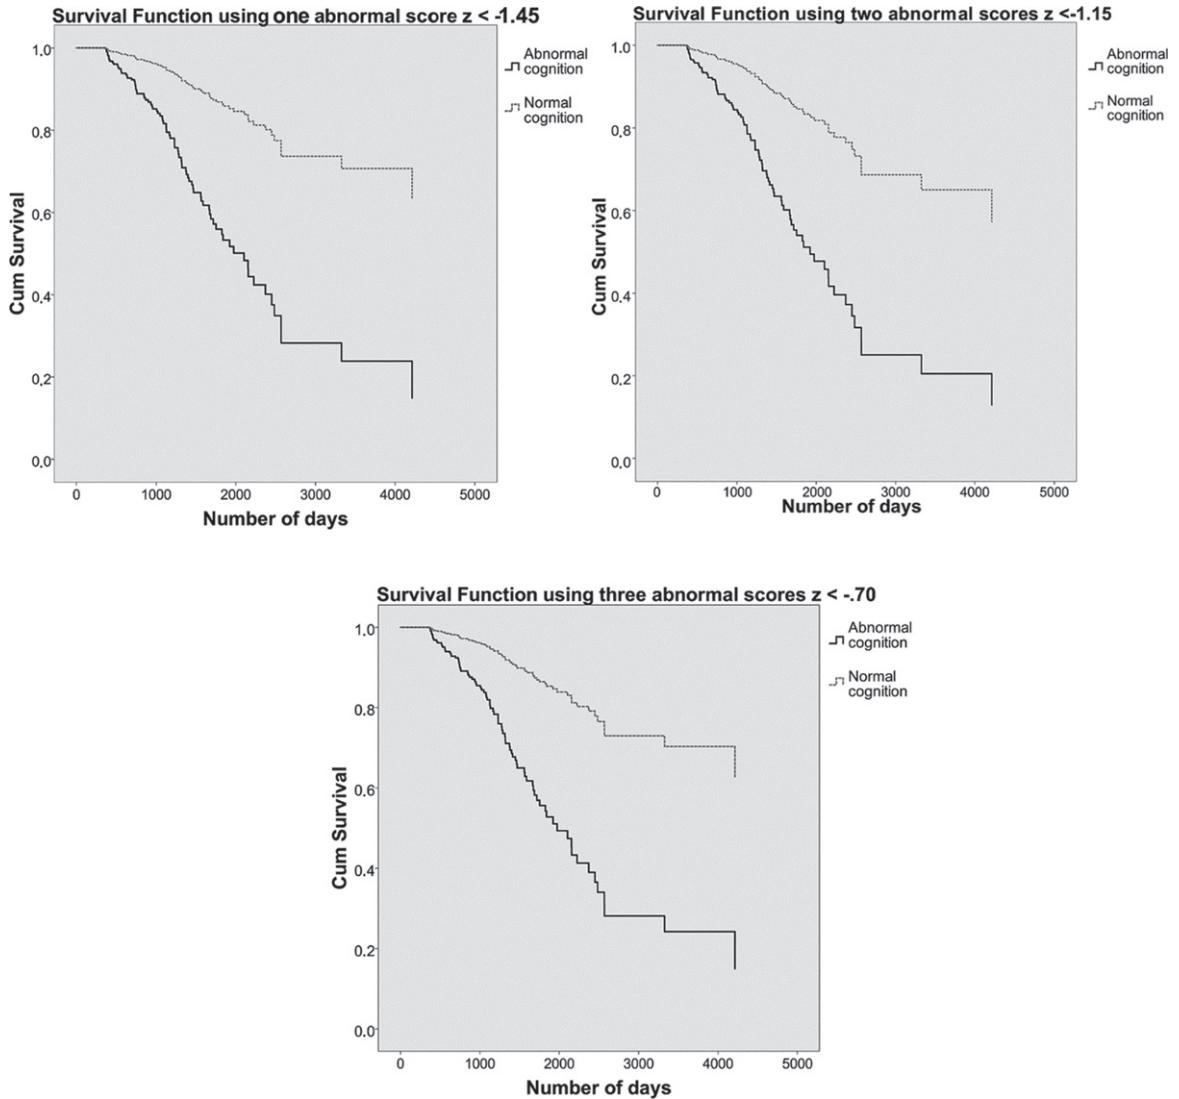 Survival Function using one abnormal score z < -1.45
Abnormal
cognition
Normal
cognition
1,0
0,8
0,6
0,4
0,2
0,0
Cum Survival
0 1000 2000 3000 4000 5000
Number of days
Survival Function using two abnormal scores z <-1.15
Abnormal
cognition
Normal
cognition
1,0
0,8
0,6
0,4
0,2
0,0
Cum Survival
0 1000 2000 3000 4000 5000
Number of days
Survival Function using three abnormal scores z < -.70
Abnormal
cognition
Normal
cognition
1.0
0.8
0.6
0.4
0.2
0.0
Cum Survival
0 1000 2000 3000 4000 5000
Number of days